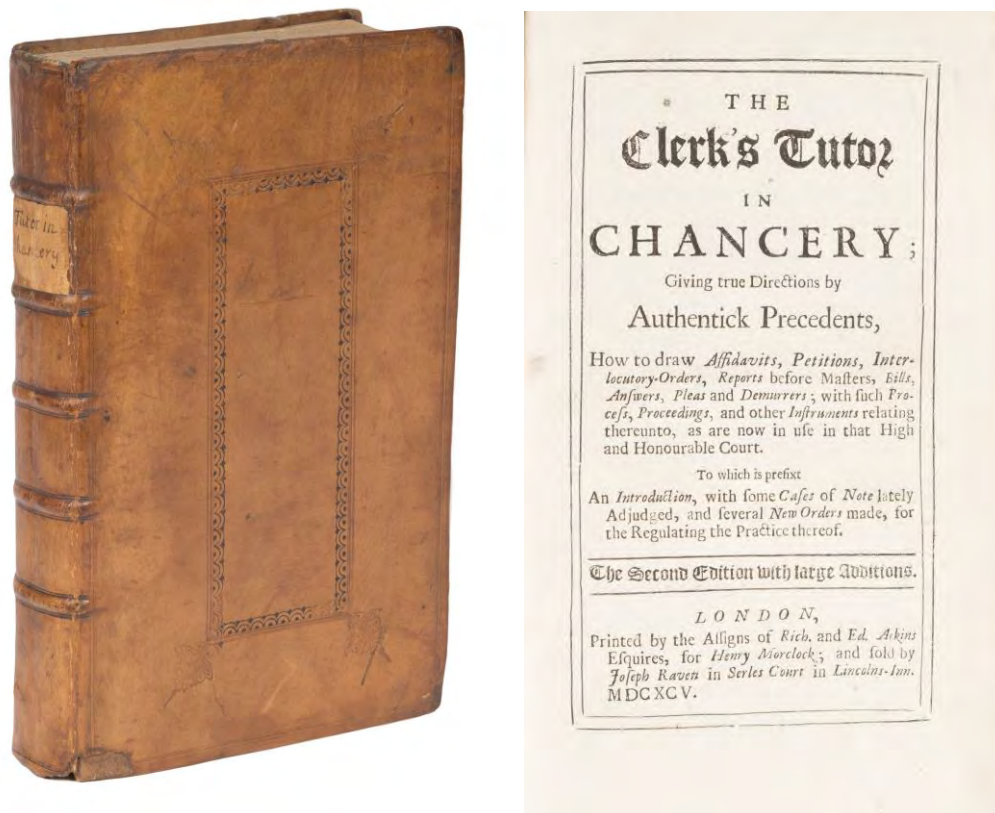 Tutor in
Chancery
THE
Clerk's Tutor
IN
CHANCERY;
Giving true Directions by
Authentick Precedents,
How to draw Affidavits, Petitions, Inter-
locutory-Orders, Reports before Maſters, Bills,
Anſwers, Pleas and Demurrers; with ſuch Pro-
ceſs, Proceedings, and other Inſtruments relating
thereunto, as are now in uſe in that High
and Honourable Court.
To which is prefixt
An Introduction, with ſome Caſes of Note lately
Adjudged, and ſeveral New Orders made, for
the Regulating the Practice thereof.
The Second Edition with large Additions.
LONDON,
Printed by the Aſſigns of Rich. and Ed. Atkins
Eſquires, for Henry Morclock; and ſold by
Joſeph Raven in Serles Court in Lincolns-Inn.
MDCXCV.